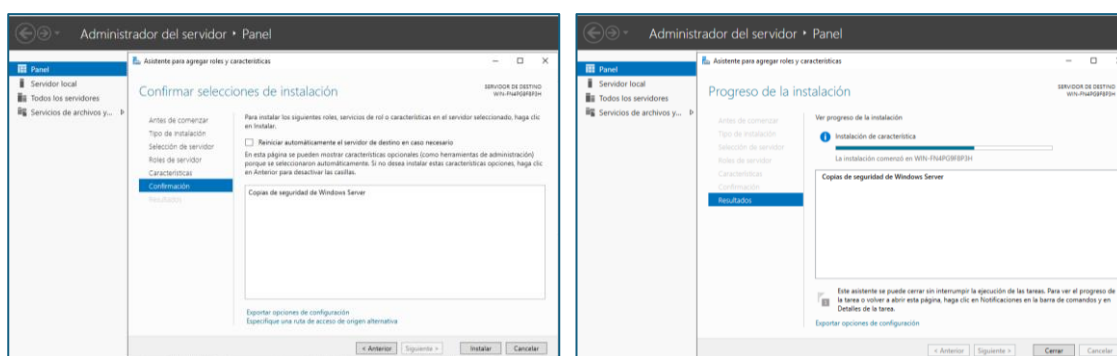 Administrador del servidor • Panel
Panel
Servidor local
Todos los servidores
Servicios de archivos y...
Asistente para agregar roles y características
Confirmar selecciones de instalación
SERVIDOR DE DESTINO
Antes de comenzar
Tipo de instalación
Selección de servidor
Roles de servidor
Características
Confirmación
Resultados
Para instalar los siguientes roles, servicios de rol o características en el servidor seleccionado, haga clic
en Instalar.
Reiniciar automáticamente el servidor de destino en caso necesario
En esta página se pueden mostrar características opcionales (como herramientas de administración)
porque se seleccionaron automáticamente. Si no desea instalar estas características opciones, haga clic
en Anterior para desactivar las casillas.
Copias de seguridad de Windows Server
Exportar opciones de configuración
Especifique una ruta de acceso de origen alternativa
< Anterior
Siguiente >
Instalar
Cancelar
Administrador del servidor • Panel
Panel
Servidor local
Todos los servidores
Servicios de archivos y...
Asistente para agregar roles y características
Progreso de la instalación
SERVIDOR DE DESTINO
Antes de comenzar
Tipo de instalación
Selección de servidor
Roles de servidor
Características
Confirmación
Resultados
Ver progreso de la instalación
Instalación de característica
La instalación comenzó en
Copias de seguridad de Windows Server
Este asistente se puede cerrar sin interrumpir la ejecución de las tareas. Para ver el progreso de
la tarea o volver a abrir esta página, haga clic en Notificaciones en la barra de comandos y en
Detalles de la tarea.
Exportar opciones de configuración
< Anterior
Siguiente >
Cerrar
Cancelar